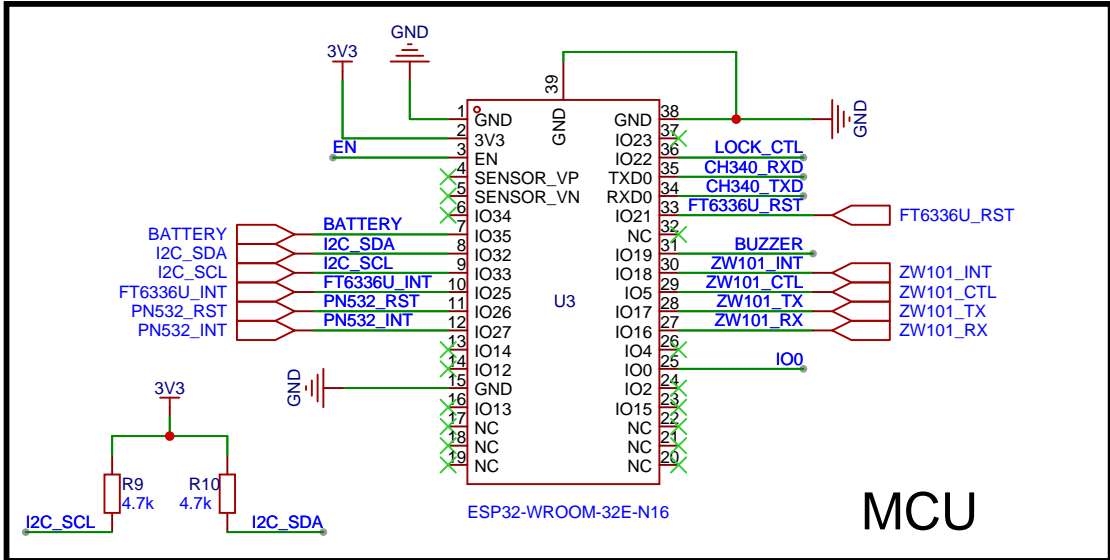 GND
3V3
39
GND
1 GND
2 3V3
EN 3 EN
4 SENSOR_VP
5 SENSOR_VN
6 IO34
BATTERY BATTERY 7 IO35
I2C_SDA I2C_SDA 8 IO32
I2C_SCL I2C_SCL 9 IO33
FT6336U_INT FT6336U_INT 10 IO25
PN532_RST PN532_RST 11 IO26
PN532_INT PN532_INT 12 IO27
13 IO14
14 IO12
GND 15 GND
16 IO13
17 NC
18 NC
19 NC
U3
GND 38 GND
IO23 37
IO22 36 LOCK_CTL
TXD0 35 CH340_RXD
RXD0 34 CH340_TXD
IO21 33 FT6336U_RST FT6336U_RST
NC 32
IO19 31 BUZZER
IO18 30 ZW101_INT ZW101_INT
IO5 29 ZW101_CTL ZW101_CTL
IO17 28 ZW101_TX ZW101_TX
IO16 27 ZW101_RX ZW101_RX
IO4 26
IO0 25 IO0
IO2 24
IO15 23
NC 22
NC 21
NC 20
ESP32-WROOM-32E-N16
3V3
R9 R10
4.7k 4.7k
I2C_SCL I2C_SDA
MCU